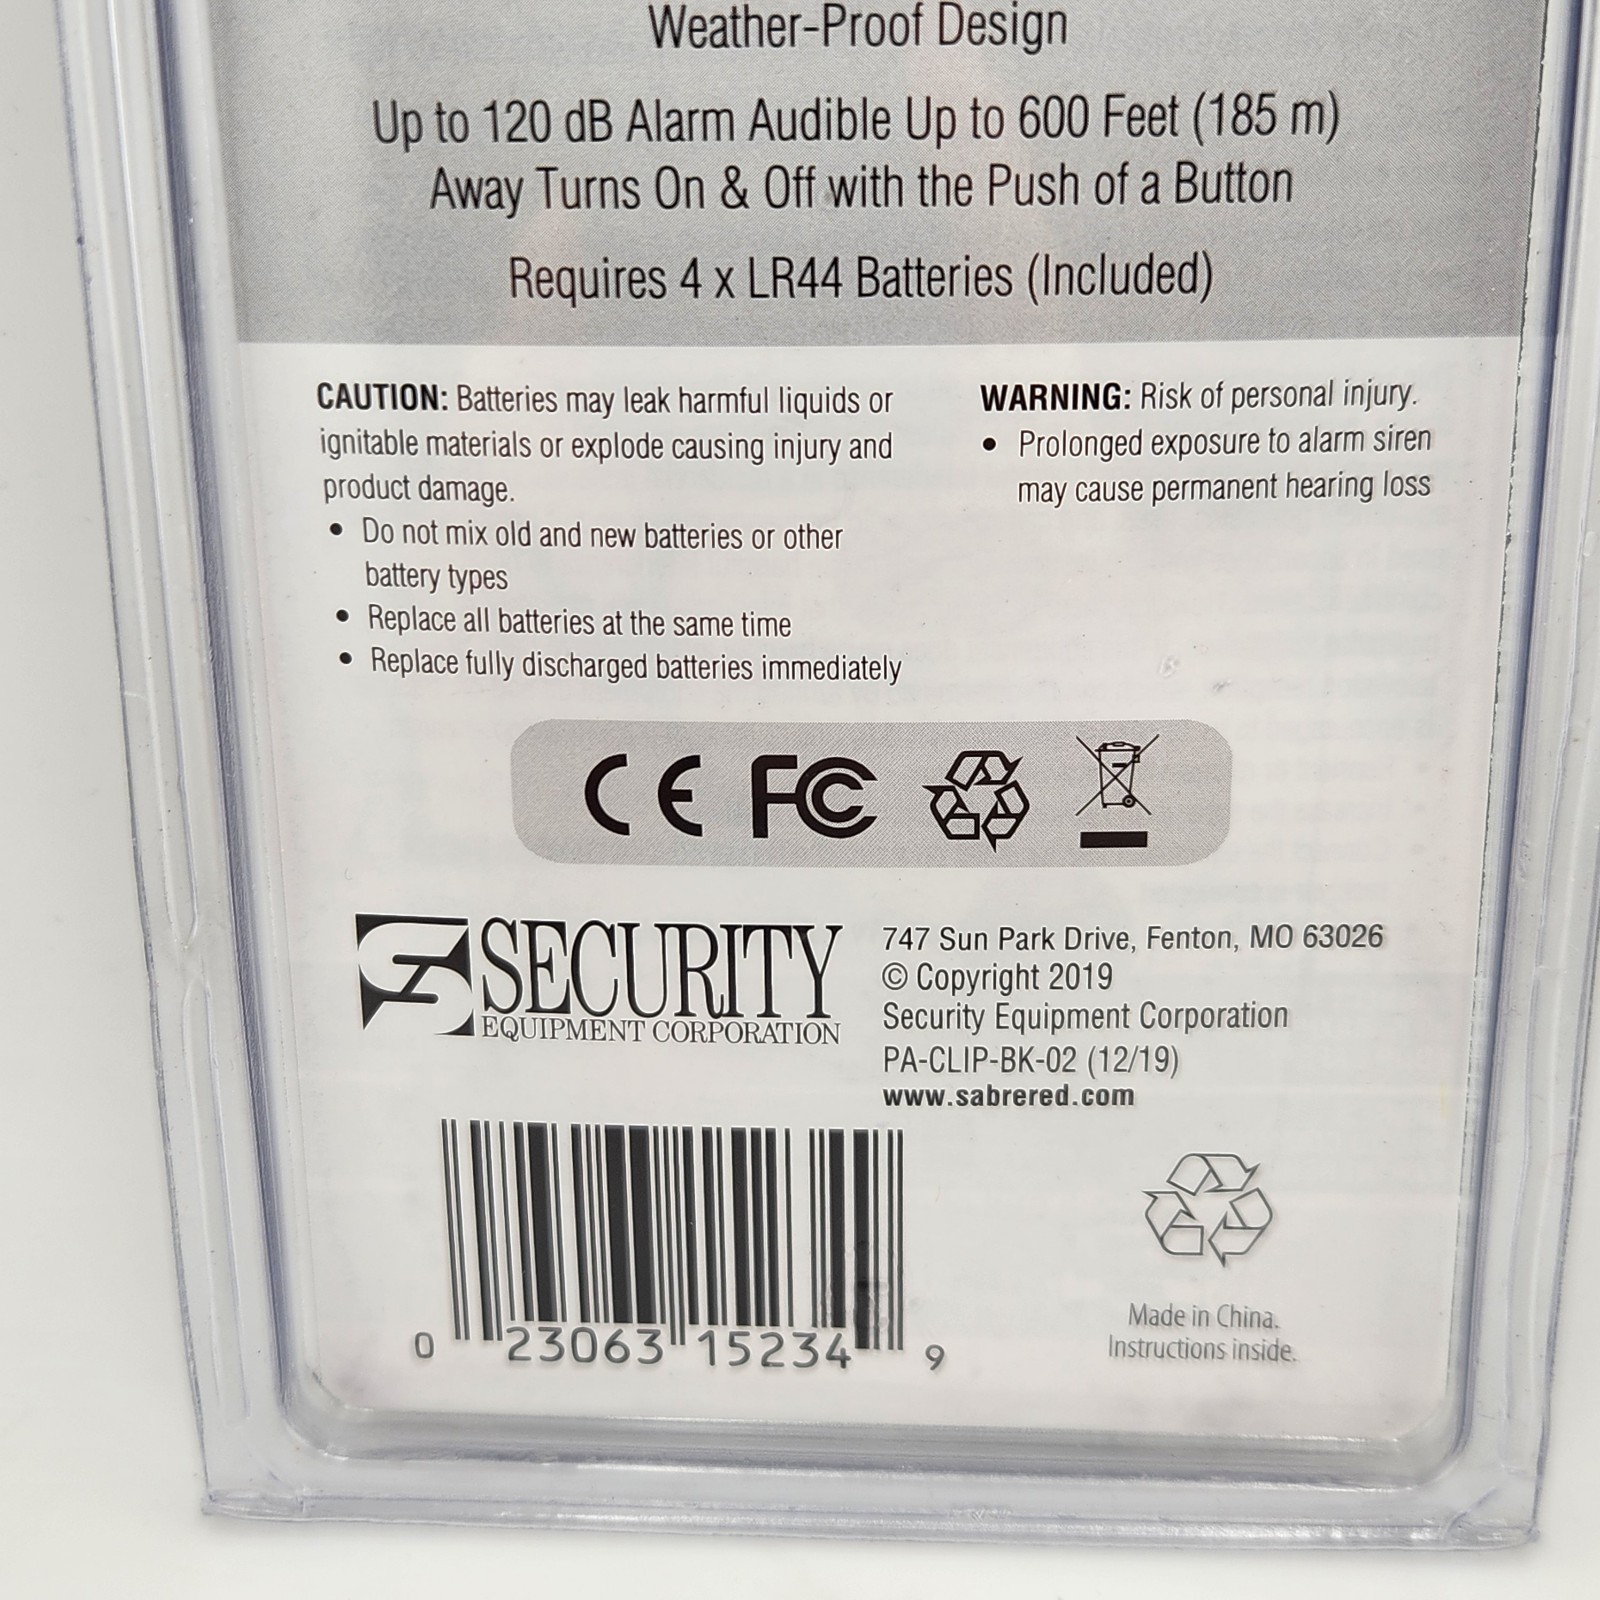 Weather-Proof Design
Up to 120 dB Alarm Audible Up to 600 Feet (185 m)
Away Turns On & Off with the Push of a Button
Requires 4 x LR44 Batteries (Included)
CAUTION: Batteries may leak harmful liquids or
ignitable materials or explode causing injury and
product damage.
• Do not mix old and new batteries or other
battery types
• Replace all batteries at the same time
• Replace fully discharged batteries immediately
WARNING: Risk of personal injury.
• Prolonged exposure to alarm siren
may cause permanent hearing loss
CE FC
SECURITY
EQUIPMENT CORPORATION
747 Sun Park Drive, Fenton, MO 63026
© Copyright 2019
Security Equipment Corporation
PA-CLIP-BK-02 (12/19)
www.sabrered.com
0 23063 15234 9
Made in China.
Instructions inside.